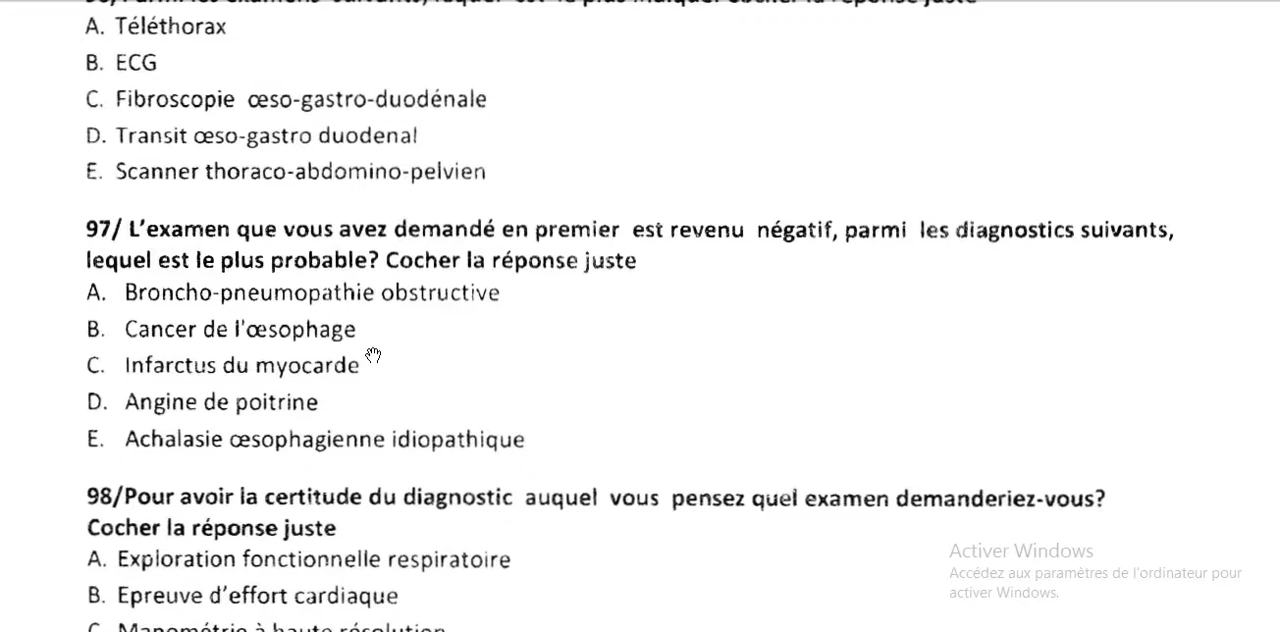 A. Téléthorax
B. ECG
C. Fibroscopie œso-gastro-duodénale
D. Transit œso-gastro duodenal
E. Scanner thoraco-abdomino-pelvien
97/ L'examen que vous avez demandé en premier est revenu négatif, parmi les diagnostics suivants,
lequel est le plus probable? Cocher la réponse juste
A. Broncho-pneumopathie obstructive
B. Cancer de l'œsophage
C. Infarctus du myocarde
D. Angine de poitrine
E. Achalasie œsophagienne idiopathique
98/Pour avoir la certitude du diagnostic auquel vous pensez quel examen demanderiez-vous?
Cocher la réponse juste
A. Exploration fonctionnelle respiratoire
B. Epreuve d'effort cardiaque
C. Manométrie à haute résolution
Activer Windows
Accédez aux paramètres de l'ordinateur pour
activer Windows.